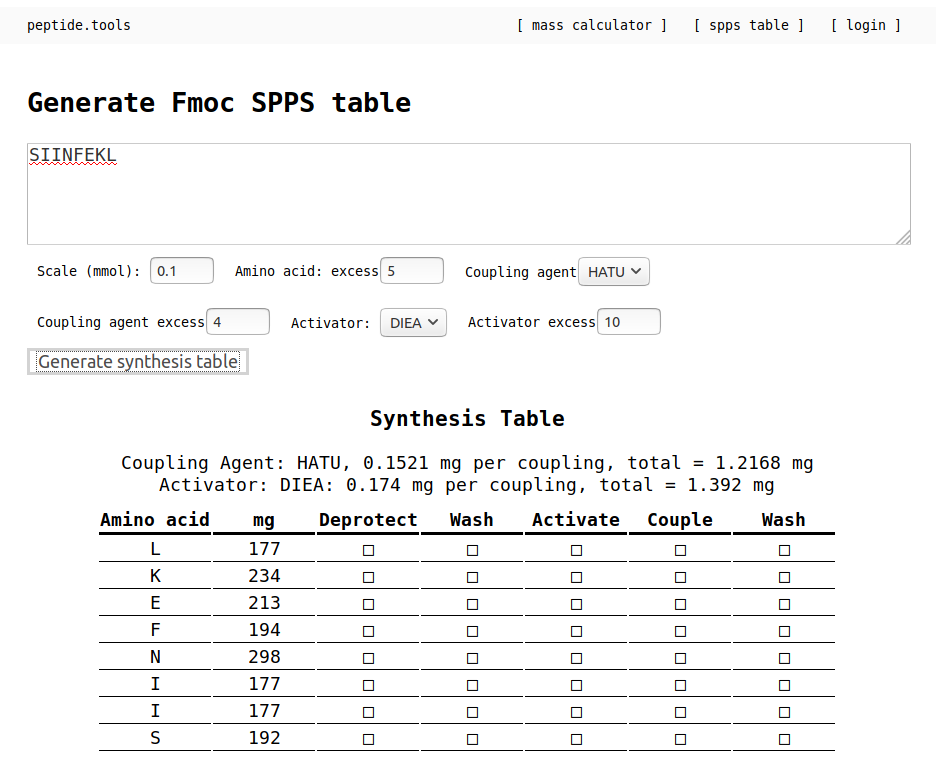 peptide.tools [ mass calculator ] [ spps table ] [ login ]
Generate Fmoc SPPS table
SIINFEKL
Scale (mmol): 0.1 Amino acid: excess 5 Coupling agent HATU
Coupling agent excess 4 Activator: DIEA Activator excess 10
Generate synthesis table
Synthesis Table
Coupling Agent: HATU, 0.1521 mg per coupling, total = 1.2168 mg
Activator: DIEA: 0.174 mg per coupling, total = 1.392 mg
Amino acid mg Deprotect Wash Activate Couple Wash
L 177 □ □ □ □ □
K 234 □ □ □ □ □
E 213 □ □ □ □ □
F 194 □ □ □ □ □
N 298 □ □ □ □ □
I 177 □ □ □ □ □
I 177 □ □ □ □ □
S 192 □ □ □ □ □